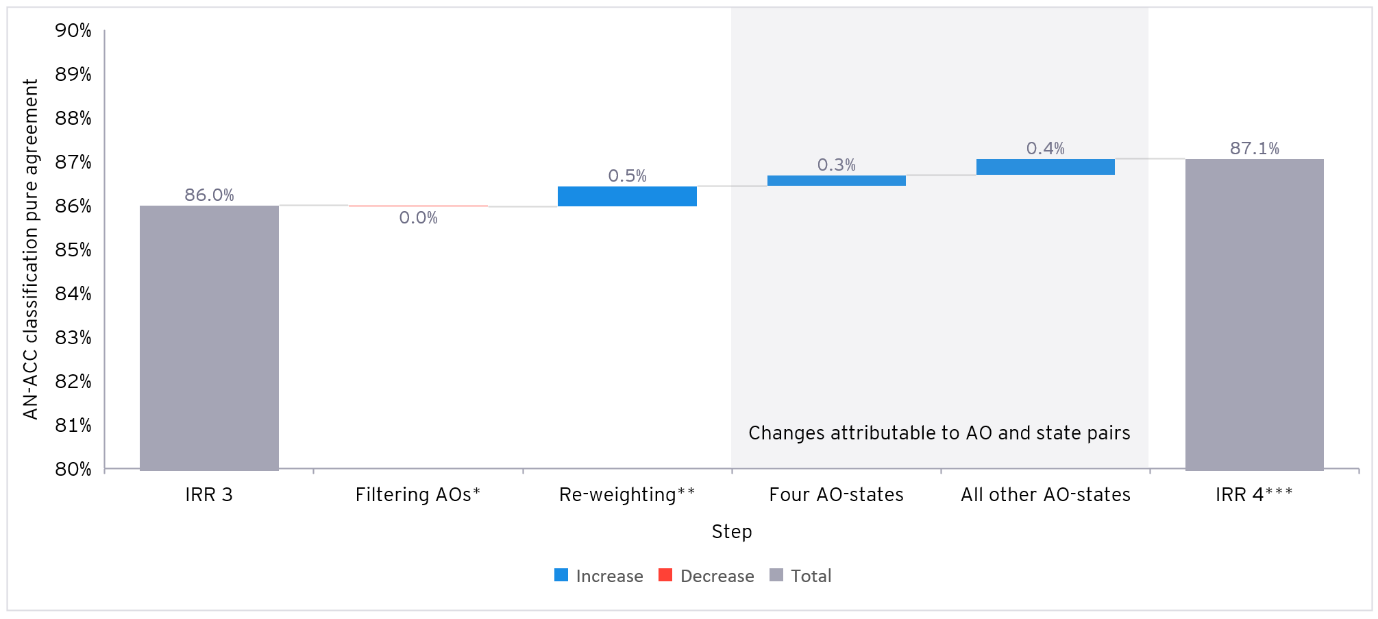 90%
89%
88%
87%
86%
85%
84%
83%
82%
81%
80%
AN-ACC classification pure agreement
86.0%
0.0%
0.5%
0.3%
0.4%
87.1%
Changes attributable to AO and state pairs
IRR 3
Filtering AOs*
Re-weighting**
Four AO-states
All other AO-states
IRR 4***
Step
Increase
Decrease
Total